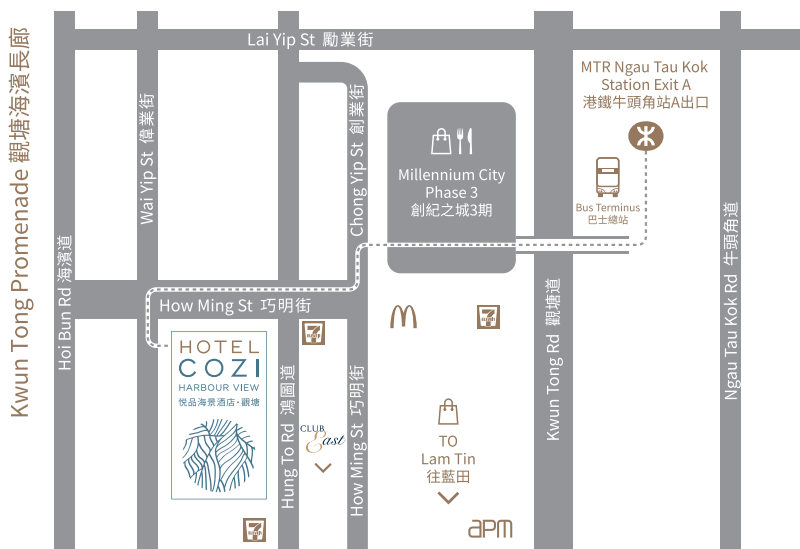 Kwun Tong Promenade 觀塘海濱長廊
Lai Yip St 勵業街
MTR Ngau Tau Kok
Station Exit A
港鐵牛頭角站A出口
Wai Yip St 偉業街
Chong Yip St 創業街
Millennium City
Phase 3
創紀之城3期
Bus Terminus
巴士總站
Hoi Bun Rd 海濱道
How Ming St 巧明街
Kwun Tong Rd 觀塘道
Ngau Tau Kok Rd 牛頭角道
HOTEL
COZI
HARBOUR VIEW
悦品海景酒店•觀塘
Hung To Rd 鴻圖道
CLUB
East
How Ming St 巧明街
TO
Lam Tin
往藍田
apm